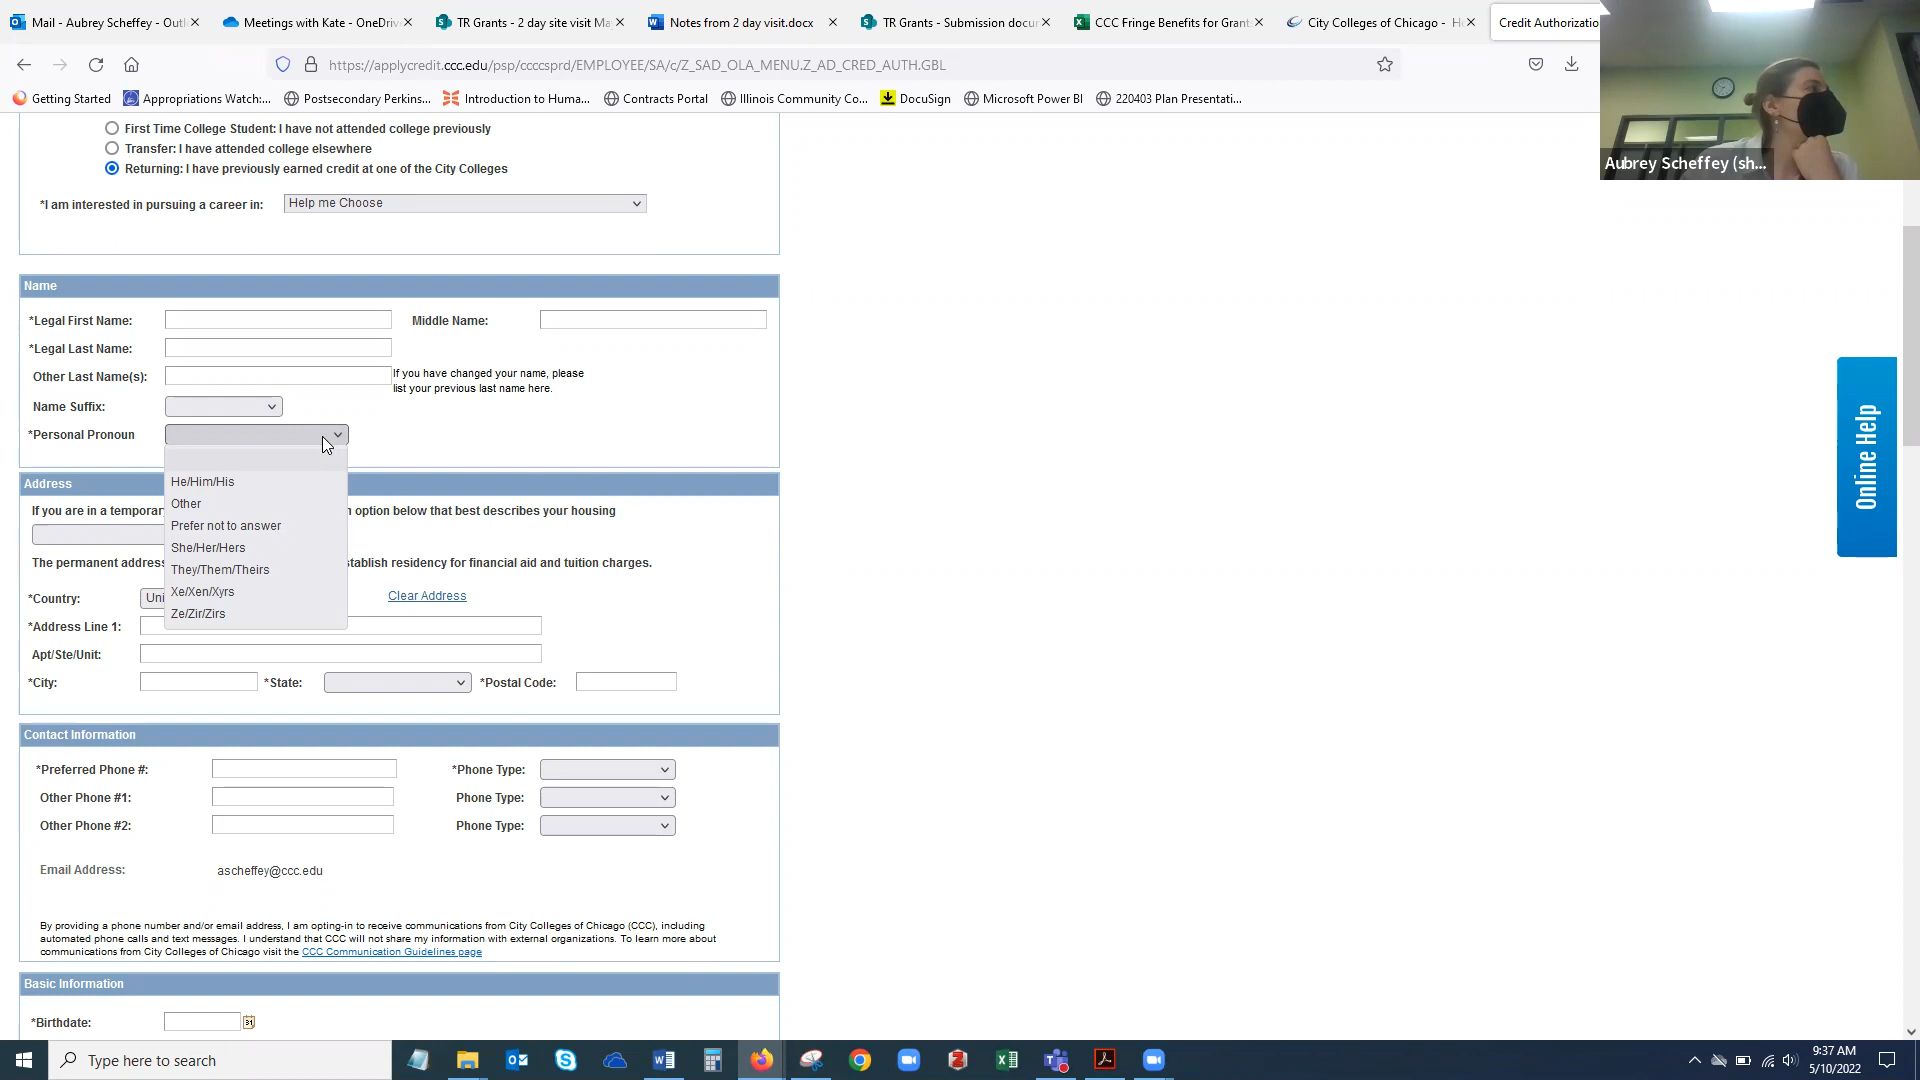 Mail - Aubrey Scheffey - Outl
Meetings with Kate - OneDriv
TR Grants - 2 day site visit Ma
Notes from 2 day visit.docx
TR Grants - Submission docu
CCC Fringe Benefits for Grant
City Colleges of Chicago - Ho
Credit Authorizatio
https://applycredit.ccc.edu/psp/ccccsprd/EMPLOYEE/SA/c/Z_SAD_OLA_MENU.Z_AD_CRED_AUTH.GBL
Getting Started
Appropriations Watch:...
Postsecondary Perkins...
Introduction to Huma...
Contracts Portal
Illinois Community Co...
DocuSign
Microsoft Power BI
220403 Plan Presentati...
Aubrey Scheffey (sh...
First Time College Student: I have not attended college previously
Transfer: I have attended college elsewhere
Returning: I have previously earned credit at one of the City Colleges
*I am interested in pursuing a career in: Help me Choose
Name
*Legal First Name: Middle Name:
*Legal Last Name:
Other Last Name(s): If you have changed your name, please
list your previous last name here.
Name Suffix:
*Personal Pronoun
He/Him/His
Other
Prefer not to answer
She/Her/Hers
They/Them/Theirs
Xe/Xen/Xyrs
Ze/Zir/Zirs
Address
If you are in a temporar option below that best describes your housing
The permanent addres stablish residency for financial aid and tuition charges.
*Country: Uni Clear Address
*Address Line 1:
Apt/Ste/Unit:
*City: *State: *Postal Code:
Contact Information
*Preferred Phone #: *Phone Type:
Other Phone #1: Phone Type:
Other Phone #2: Phone Type:
Email Address: ascheffey@ccc.edu
By providing a phone number and/or email address, I am opting-in to receive communications from City Colleges of Chicago (CCC), including
automated phone calls and text messages. I understand that CCC will not share my information with external organizations. To learn more about
communications from City Colleges of Chicago visit the CCC Communication Guidelines page
Basic Information
*Birthdate: 31
Online Help
Type here to search
9:37 AM
5/10/2022